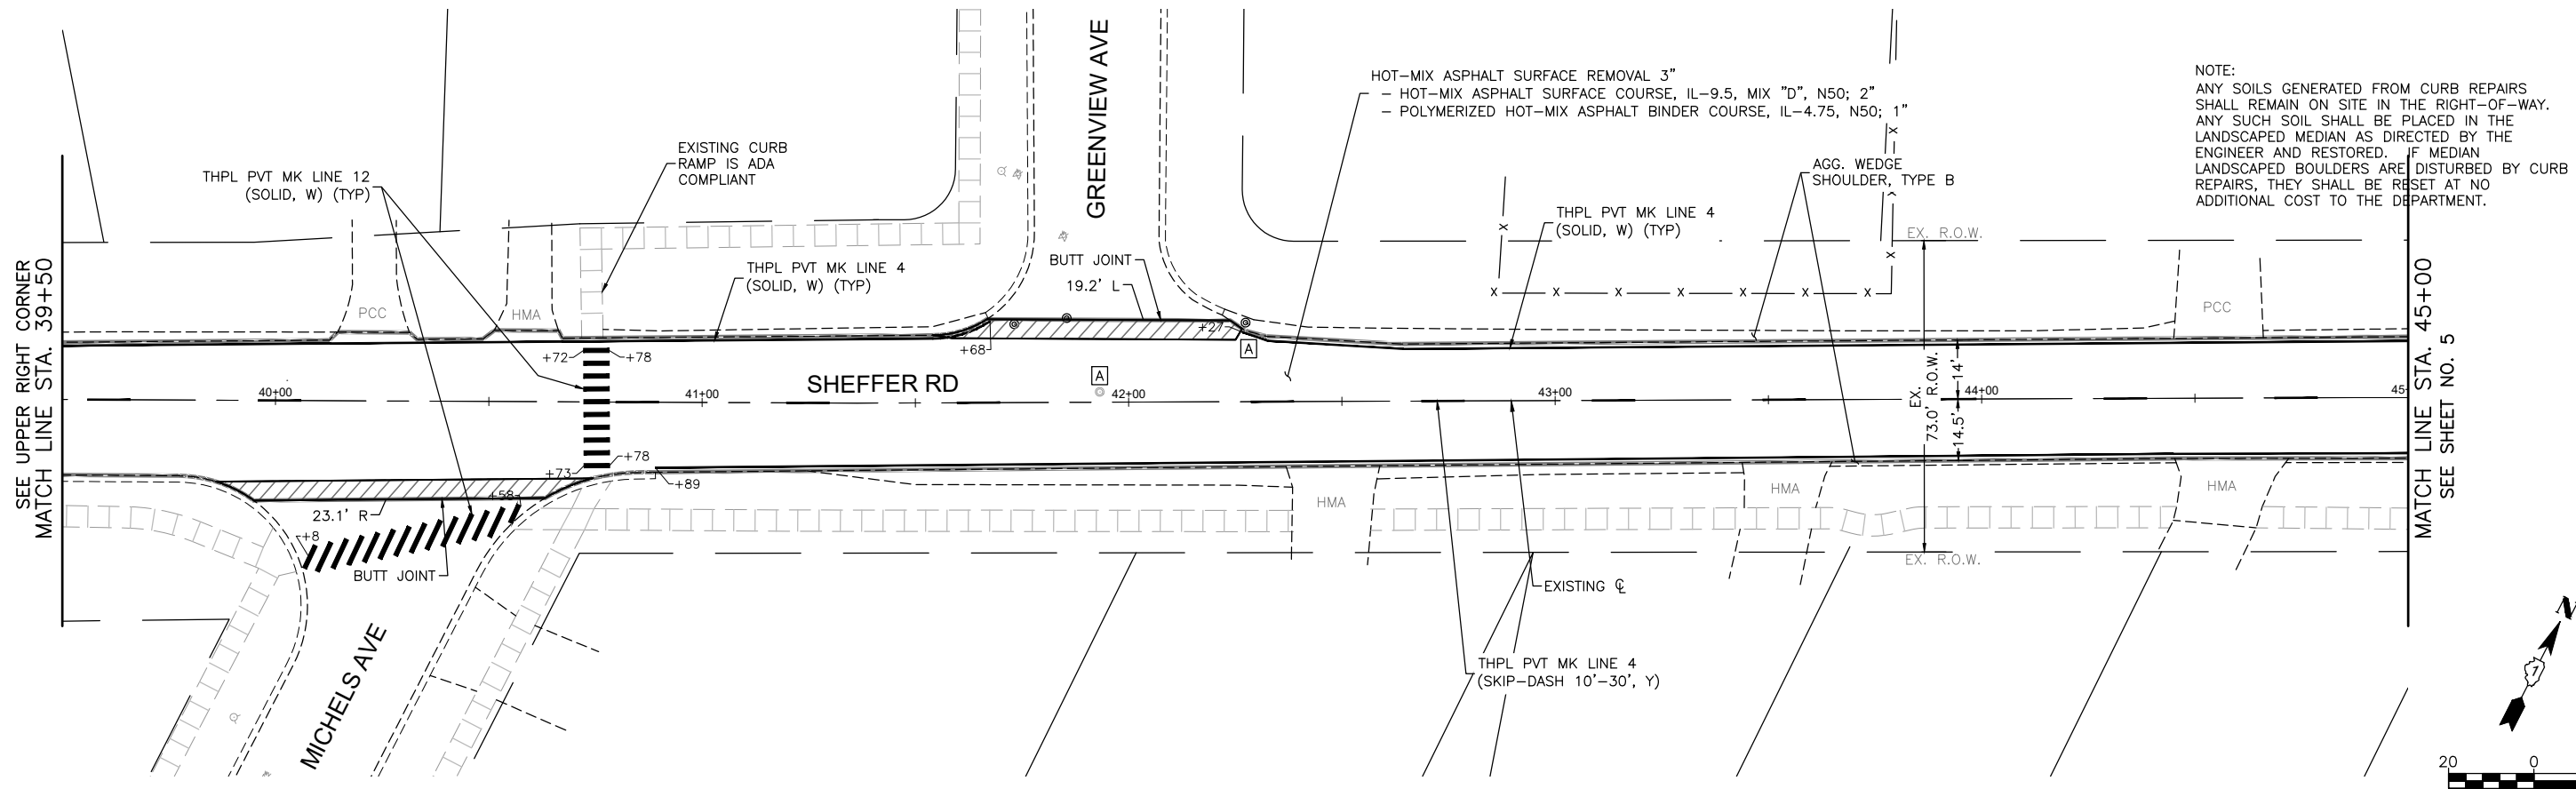 SEE UPPER RIGHT CORNER
MATCH LINE STA. 39+50
THPL PVT MK LINE 12
(SOLID, W) (TYP)
EXISTING CURB
RAMP IS ADA
COMPLIANT
GREENVIEW AVE
HOT-MIX ASPHALT SURFACE REMOVAL 3"
- HOT-MIX ASPHALT SURFACE COURSE, IL-9.5, MIX "D", N50; 2"
- POLYMERIZED HOT-MIX ASPHALT BINDER COURSE, IL-4.75, N50; 1"
NOTE:
ANY SOILS GENERATED FROM CURB REPAIRS
SHALL REMAIN ON SITE IN THE RIGHT-OF-WAY.
ANY SUCH SOIL SHALL BE PLACED IN THE
LANDSCAPED MEDIAN AS DIRECTED BY THE
ENGINEER AND RESTORED. IF MEDIAN
LANDSCAPED BOULDERS ARE DISTURBED BY CURB
REPAIRS, THEY SHALL BE RESET AT NO
ADDITIONAL COST TO THE DEPARTMENT.
AGG. WEDGE
SHOULDER, TYPE B
THPL PVT MK LINE 4
(SOLID, W) (TYP)
EX. R.O.W.
BUTT JOINT
19.2' L
THPL PVT MK LINE 4
(SOLID, W) (TYP)
PCC
HMA
PCC
+27
+68
A
+72
+78
A
SHEFFER RD
40+00
41+00
42+00
43+00
44+00
45
EX.
73.0' R.O.W.
14'
14.5'
MATCH LINE STA. 45+00
SEE SHEET NO. 5
+73
+78
+89
+58
23.1' R
+8
BUTT JOINT
HMA
HMA
HMA
EX. R.O.W.
EXISTING ℄
THPL PVT MK LINE 4
(SKIP-DASH 10'-30', Y)
MICHELS AVE
N
20
0